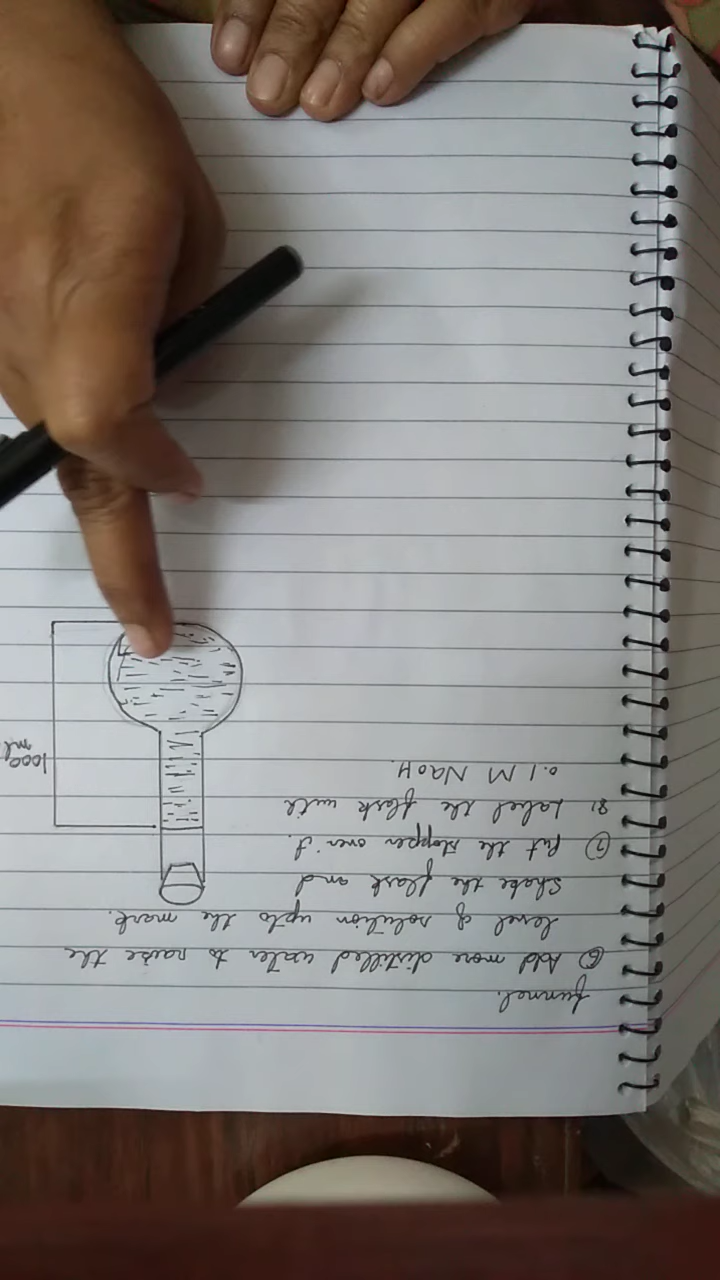 funnel.
⑥ Add more distilled water to raise the
level of solution upto the mark.
shake the flask and
⑦ Put the stopper over it.
8, Label the flask with
0.1 M NaOH.
1000
ml